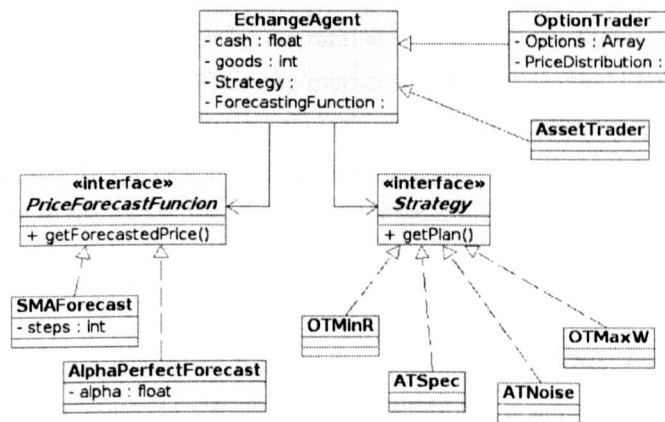 EchangeAgent
- cash : float
- goods : int
- Strategy :
- ForecastingFunction :
OptionTrader
- Options : Array
- PriceDistribution :
AssetTrader
«interface»
PriceForecastFuncion
+ getForecastedPrice()
«interface»
Strategy
+ getPlan()
SMAForecast
- steps : int
AlphaPerfectForecast
- alpha : float
OTMinR
ATSpec
ATNoise
OTMaxW